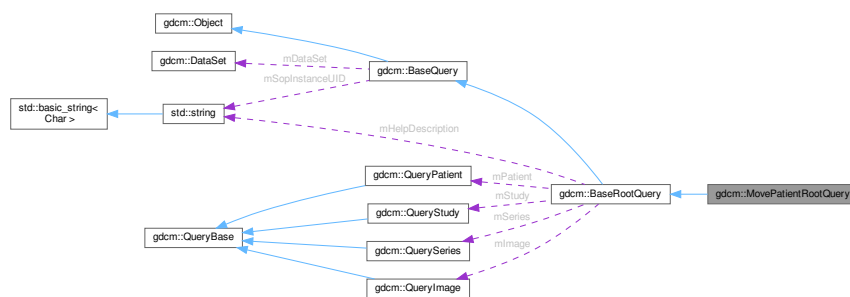 gdcm::Object
gdcm::DataSet
mDataSet
gdcm::BaseQuery
mSopInstanceUID
std::basic_string<
Char >
std::string
mHelpDescription
gdcm::QueryPatient
mPatient
gdcm::BaseRootQuery
gdcm::MovePatientRootQuery
mStudy
gdcm::QueryStudy
mSeries
gdcm::QueryBase
gdcm::QuerySeries
mImage
gdcm::QueryImage